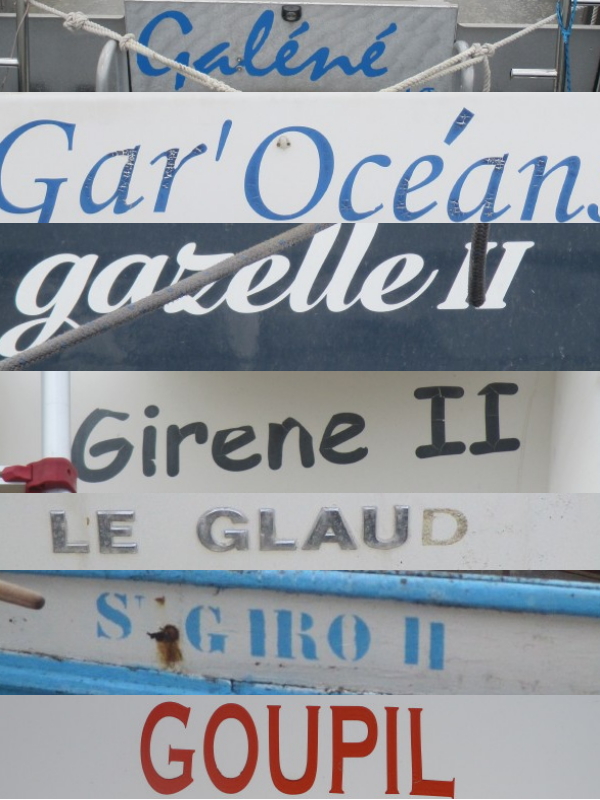 Galéné
Gar'Océan
gazelle II
Girene II
LE GLAUD
St GIRO II
GOUPIL